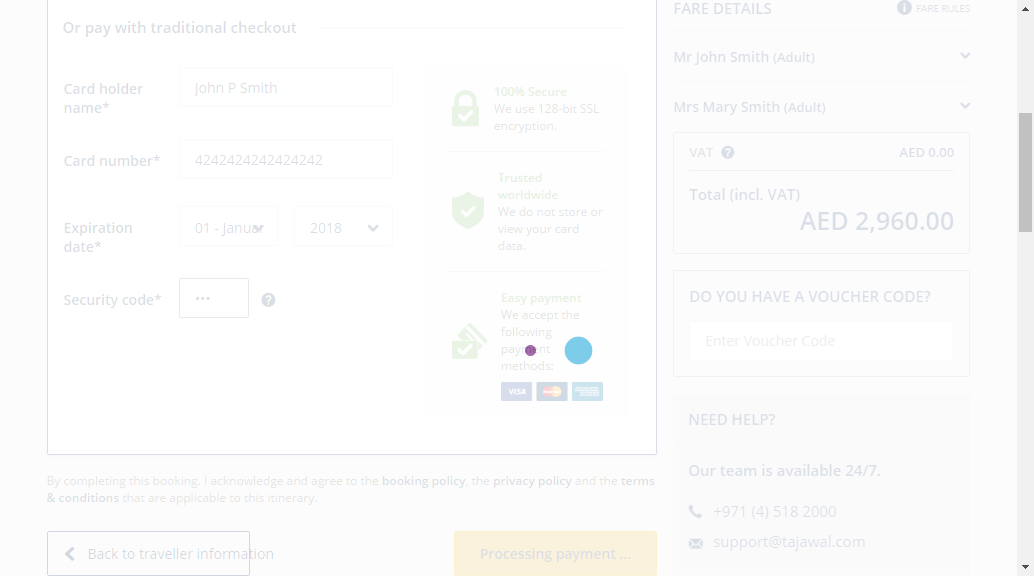 Or pay with traditional checkout
Card holder
name*
John P Smith
Card number*
4242424242424242
Expiration
date*
01 - Januar
2018
Security code*
•••
?
100% Secure
We use 128-bit SSL
encryption.
Trusted
worldwide
We do not store or
view your card
data.
Easy payment
We accept the
following
payment
methods:
VISA
By completing this booking. I acknowledge and agree to the booking policy, the privacy policy and the terms
& conditions that are applicable to this itinerary.
Back to traveller information
Processing payment ...
FARE DETAILS
i FARE RULES
Mr John Smith (Adult)
Mrs Mary Smith (Adult)
VAT ?
AED 0.00
Total (incl. VAT)
AED 2,960.00
DO YOU HAVE A VOUCHER CODE?
Enter Voucher Code
NEED HELP?
Our team is available 24/7.
+971 (4) 518 2000
support@tajawal.com